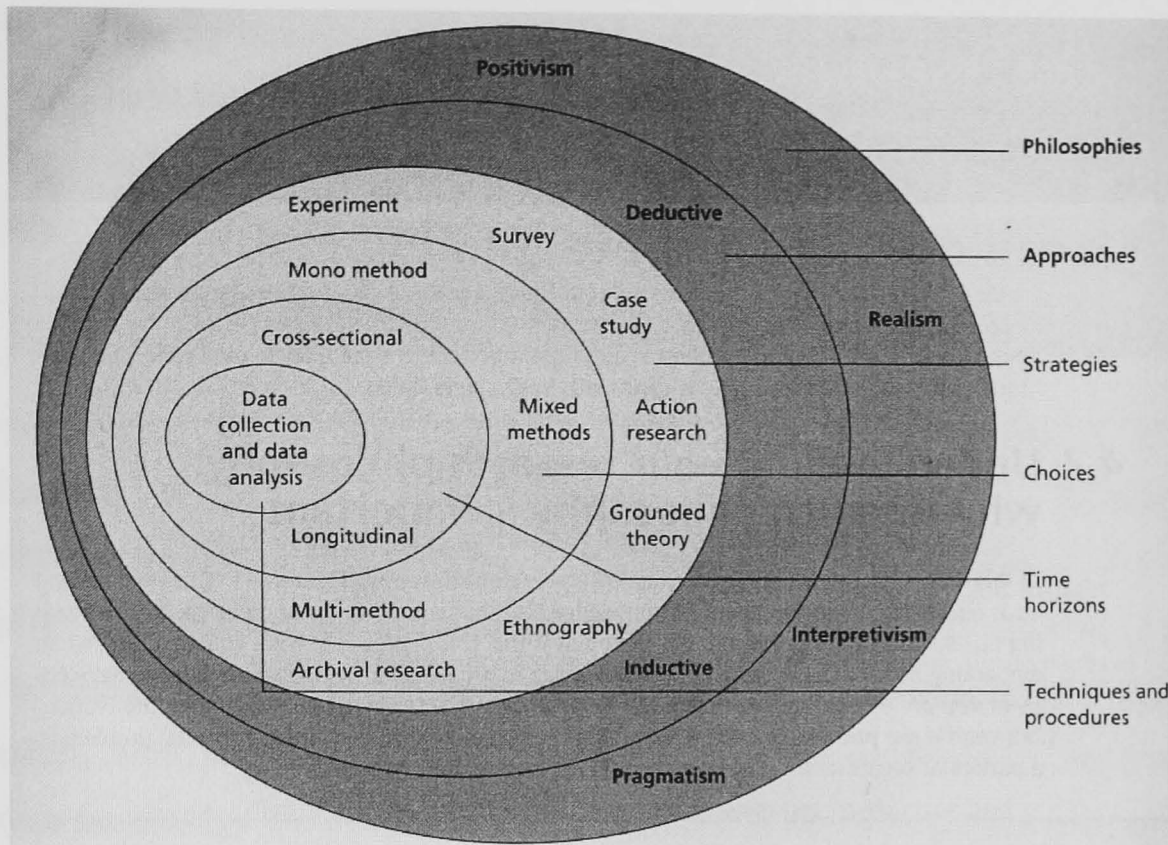 Positivism
Philosophies
Experiment
Deductive
Survey
Approaches
Mono method
Case
study
Realism
Cross-sectional
Strategies
Data
collection
and data
analysis
Mixed
methods
Action
research
Choices
Grounded
theory
Longitudinal
Time
horizons
Multi-method
Ethnography
Interpretivism
Archival research
Inductive
Techniques and
procedures
Pragmatism